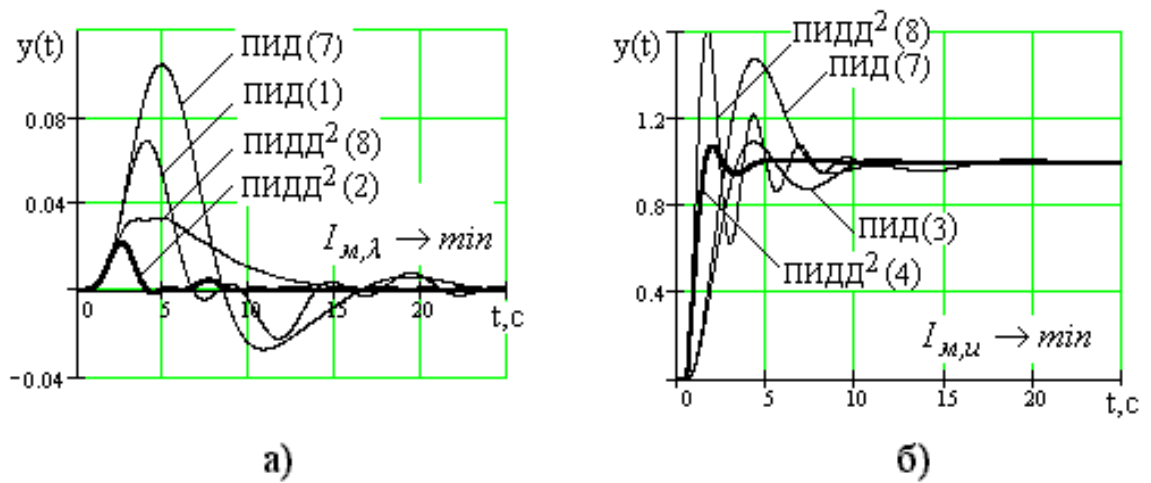 y(t)
ПИД (7)
ПИД(1)
0.08
ПИДД² (8)
ПИДД² (2)
0.04
I м,λ → min
0 5 10 15 20
t,c
−0.04
а)
y(t)
ПИДД² (8)
ПИД (7)
1.2
0.8
ПИД(3)
ПИДД² (4)
0.4
I м,и → min
0 5 10 15 20
t,c
б)